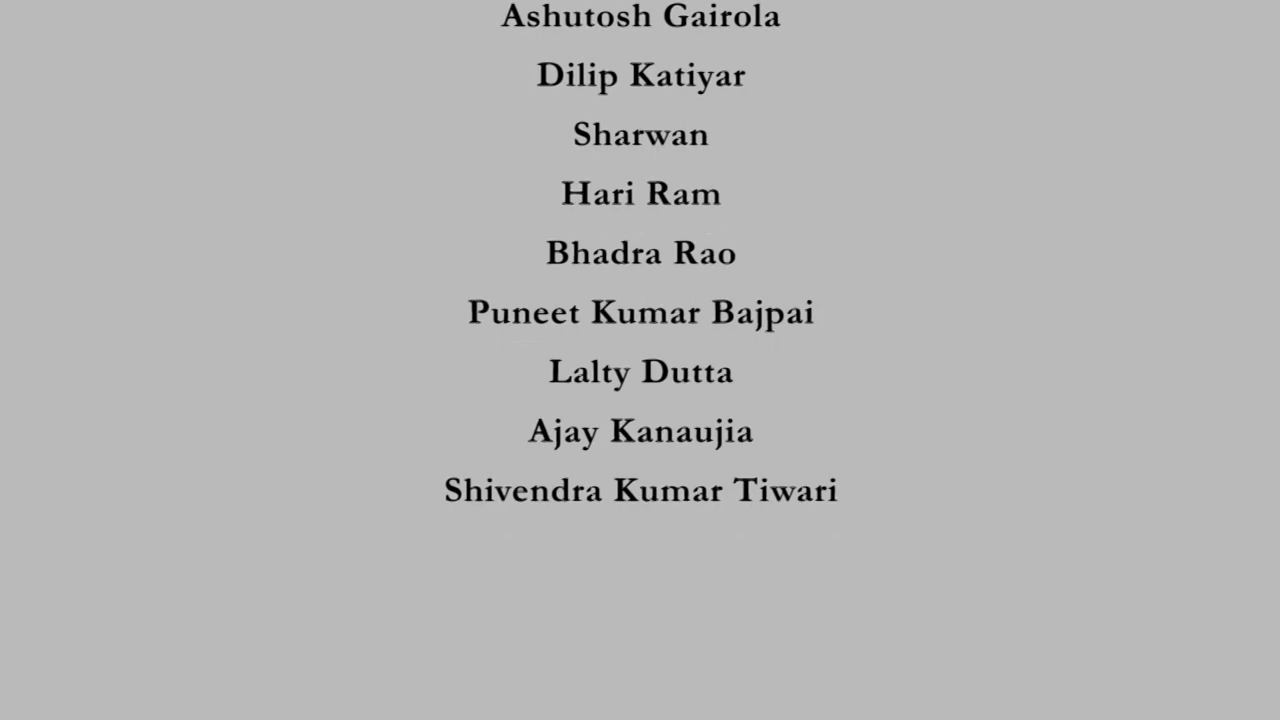 Ashutosh Gairola
Dilip Katiyar
Sharwan
Hari Ram
Bhadra Rao
Puneet Kumar Bajpai
Lalty Dutta
Ajay Kanaujia
Shivendra Kumar Tiwari